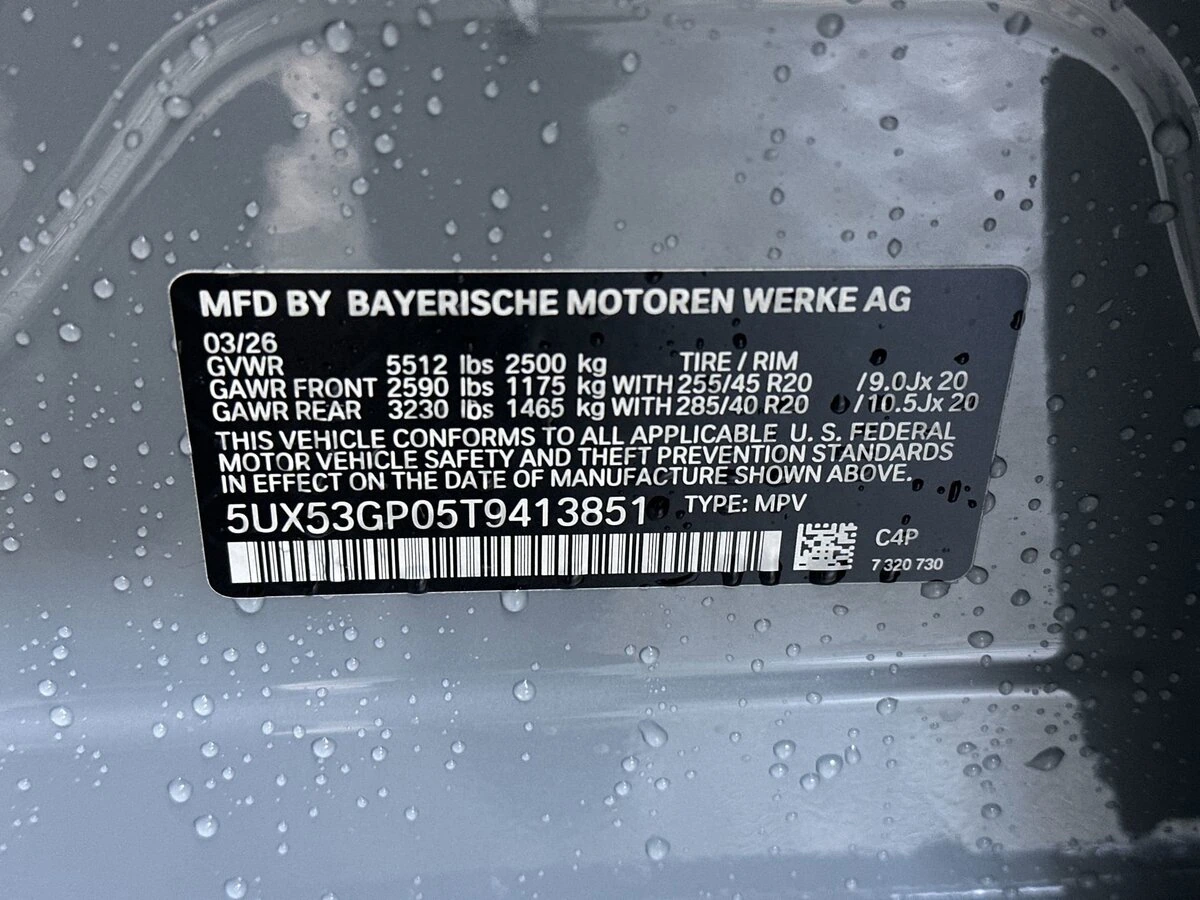 MFD BY BAYERISCHE MOTOREN WERKE AG
03/26
GVWR 5512 lbs 2500 kg TIRE / RIM
GAWR FRONT 2590 lbs 1175 kg WITH 255/45 R20 /9.0Jx 20
GAWR REAR 3230 lbs 1465 kg WITH 285/40 R20 /10.5Jx 20
THIS VEHICLE CONFORMS TO ALL APPLICABLE U. S. FEDERAL
MOTOR VEHICLE SAFETY AND THEFT PREVENTION STANDARDS
IN EFFECT ON THE DATE OF MANUFACTURE SHOWN ABOVE.
5UX53GP05T9413851 TYPE: MPV
C4P
7 320 730